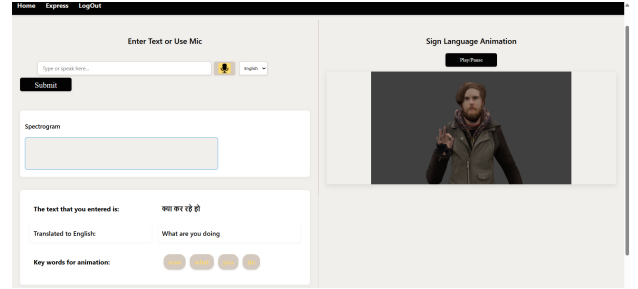 Home Express LogOut
Enter Text or Use Mic
Type or speak here...
English
Submit
Spectrogram
The text that you entered is: क्या कर रहे हो
Translated to English: What are you doing
Key words for animation:
Sign Language Animation
Play/Pause